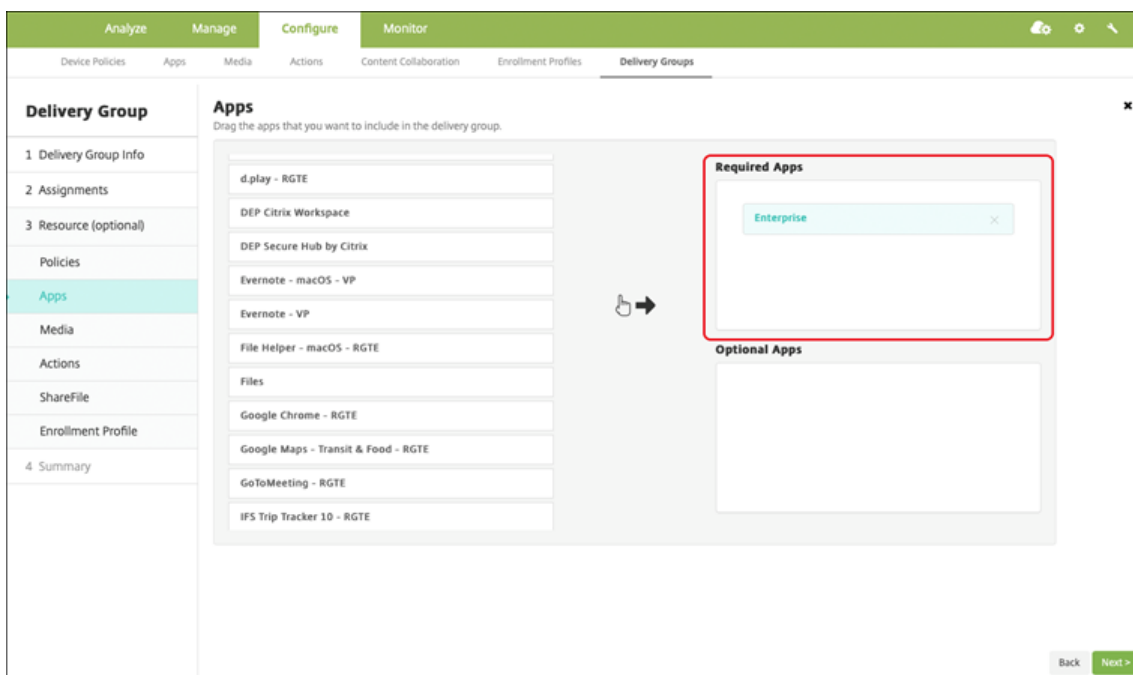 Analyze Manage Configure Monitor
Device Policies Apps Media Actions Content Collaboration Enrollment Profiles Delivery Groups
Delivery Group
1 Delivery Group Info
2 Assignments
3 Resource (optional)
Policies
Apps
Media
Actions
ShareFile
Enrollment Profile
4 Summary
Apps
Drag the apps that you want to include in the delivery group.
d.play - RGTE
DEP Citrix Workspace
DEP Secure Hub by Citrix
Evernote - macOS - VP
Evernote - VP
File Helper - macOS - RGTE
Files
Google Chrome - RGTE
Google Maps - Transit & Food - RGTE
GoToMeeting - RGTE
IFS Trip Tracker 10 - RGTE
Required Apps
Enterprise
Optional Apps
Back Next >